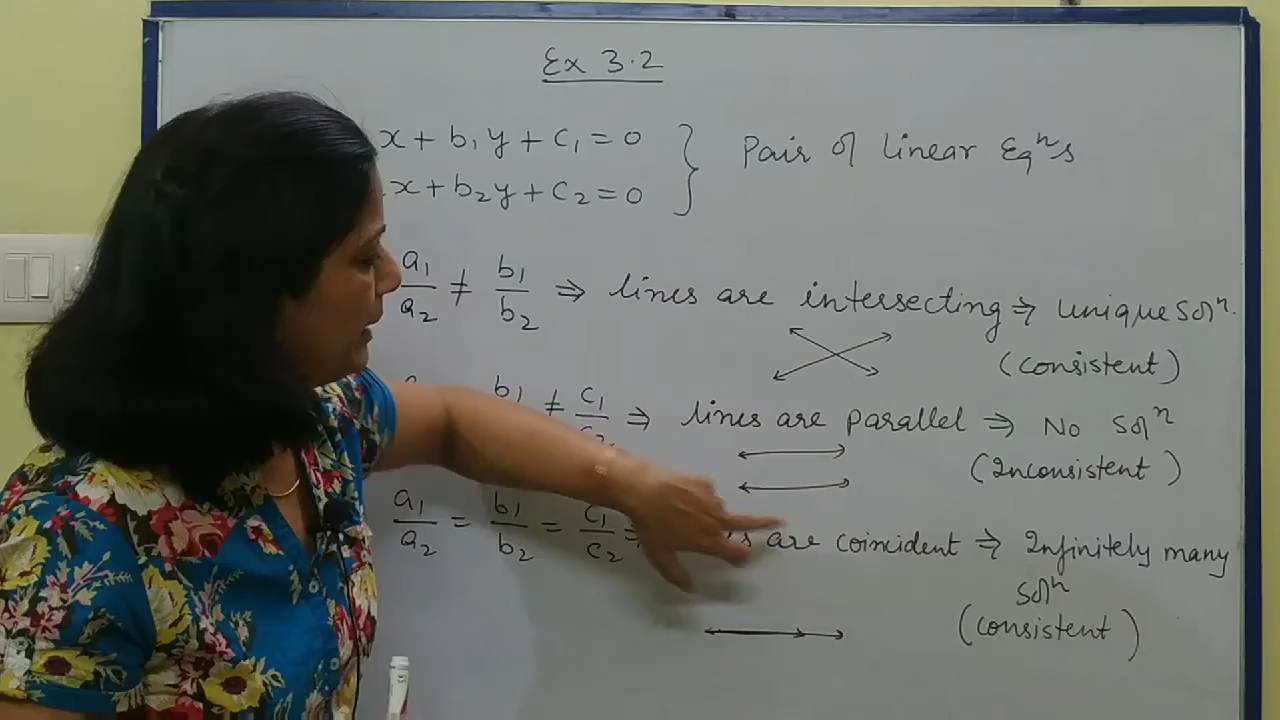 Ex 3.2
x + b₁y + c₁ = 0 } Pair of linear Eqⁿs
x + b₂y + c₂ = 0
a₁/a₂ ≠ b₁/b₂ ⇒ lines are intersecting ⇒ unique solⁿ.
(consistent)
b₁ ≠ c₁/c₂ ⇒ lines are parallel ⇒ No solⁿ
(Inconsistent)
a₁/a₂ = b₁/b₂ = c₁/c₂ are coincident ⇒ Infinitely many
solⁿ
(consistent)